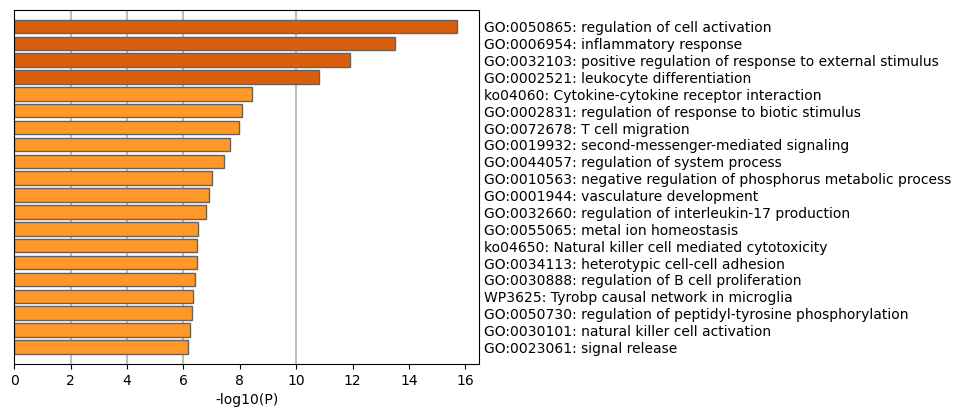 GO:0050865: regulation of cell activation
GO:0006954: inflammatory response
GO:0032103: positive regulation of response to external stimulus
GO:0002521: leukocyte differentiation
ko04060: Cytokine-cytokine receptor interaction
GO:0002831: regulation of response to biotic stimulus
GO:0072678: T cell migration
GO:0019932: second-messenger-mediated signaling
GO:0044057: regulation of system process
GO:0010563: negative regulation of phosphorus metabolic process
GO:0001944: vasculature development
GO:0032660: regulation of interleukin-17 production
GO:0055065: metal ion homeostasis
ko04650: Natural killer cell mediated cytotoxicity
GO:0034113: heterotypic cell-cell adhesion
GO:0030888: regulation of B cell proliferation
WP3625: Tyrobp causal network in microglia
GO:0050730: regulation of peptidyl-tyrosine phosphorylation
GO:0030101: natural killer cell activation
GO:0023061: signal release
0 2 4 6 8 10 12 14 16
-log10(P)